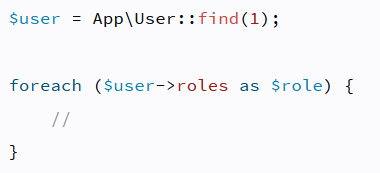 $user = App\User::find(1);
foreach ($user->roles as $role) {
//
}